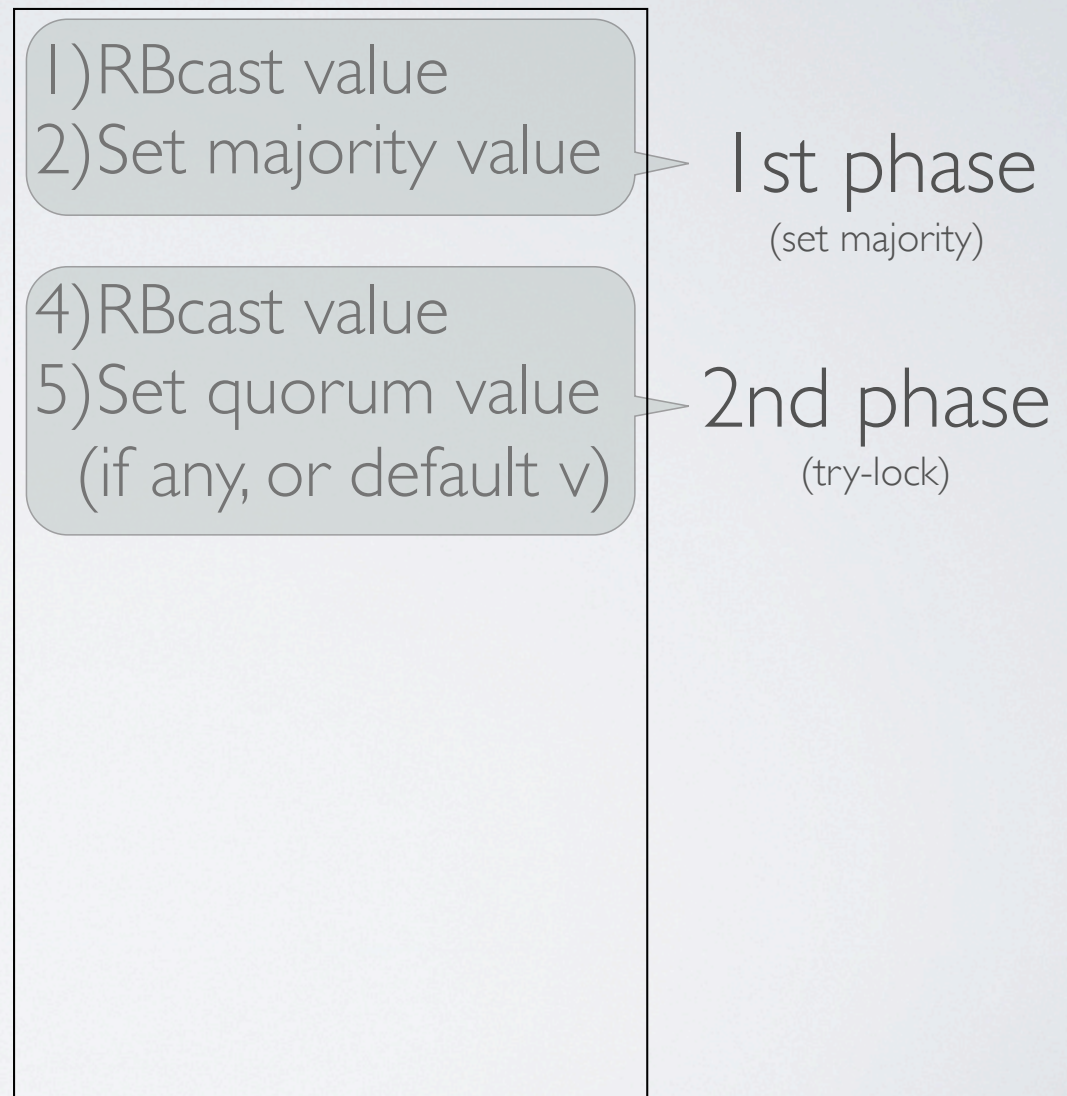 1)RBcast value
2)Set majority value
1st phase
(set majority)
4)RBcast value
5)Set quorum value
(if any, or default v)
2nd phase
(try-lock)